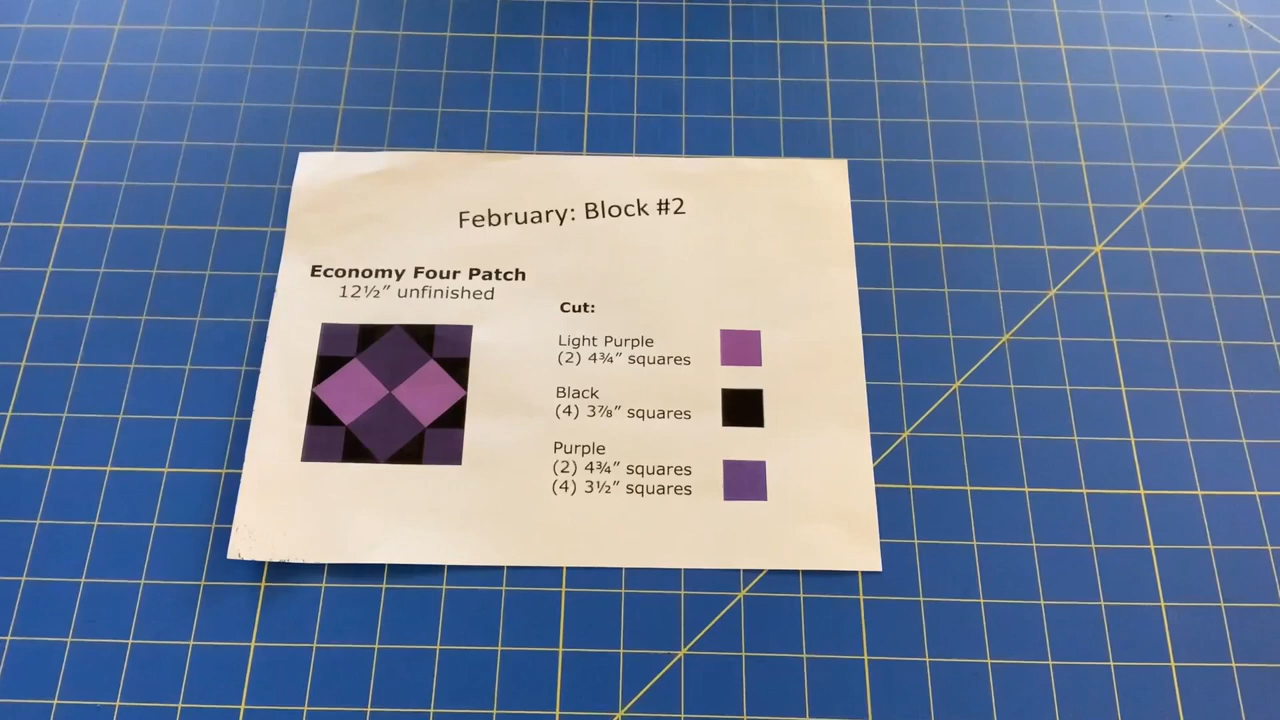 February: Block #2
Economy Four Patch
12½” unfinished
Cut:
Light Purple
(2) 4¾” squares
Black
(4) 3⅞” squares
Purple
(2) 4¾” squares
(4) 3½” squares